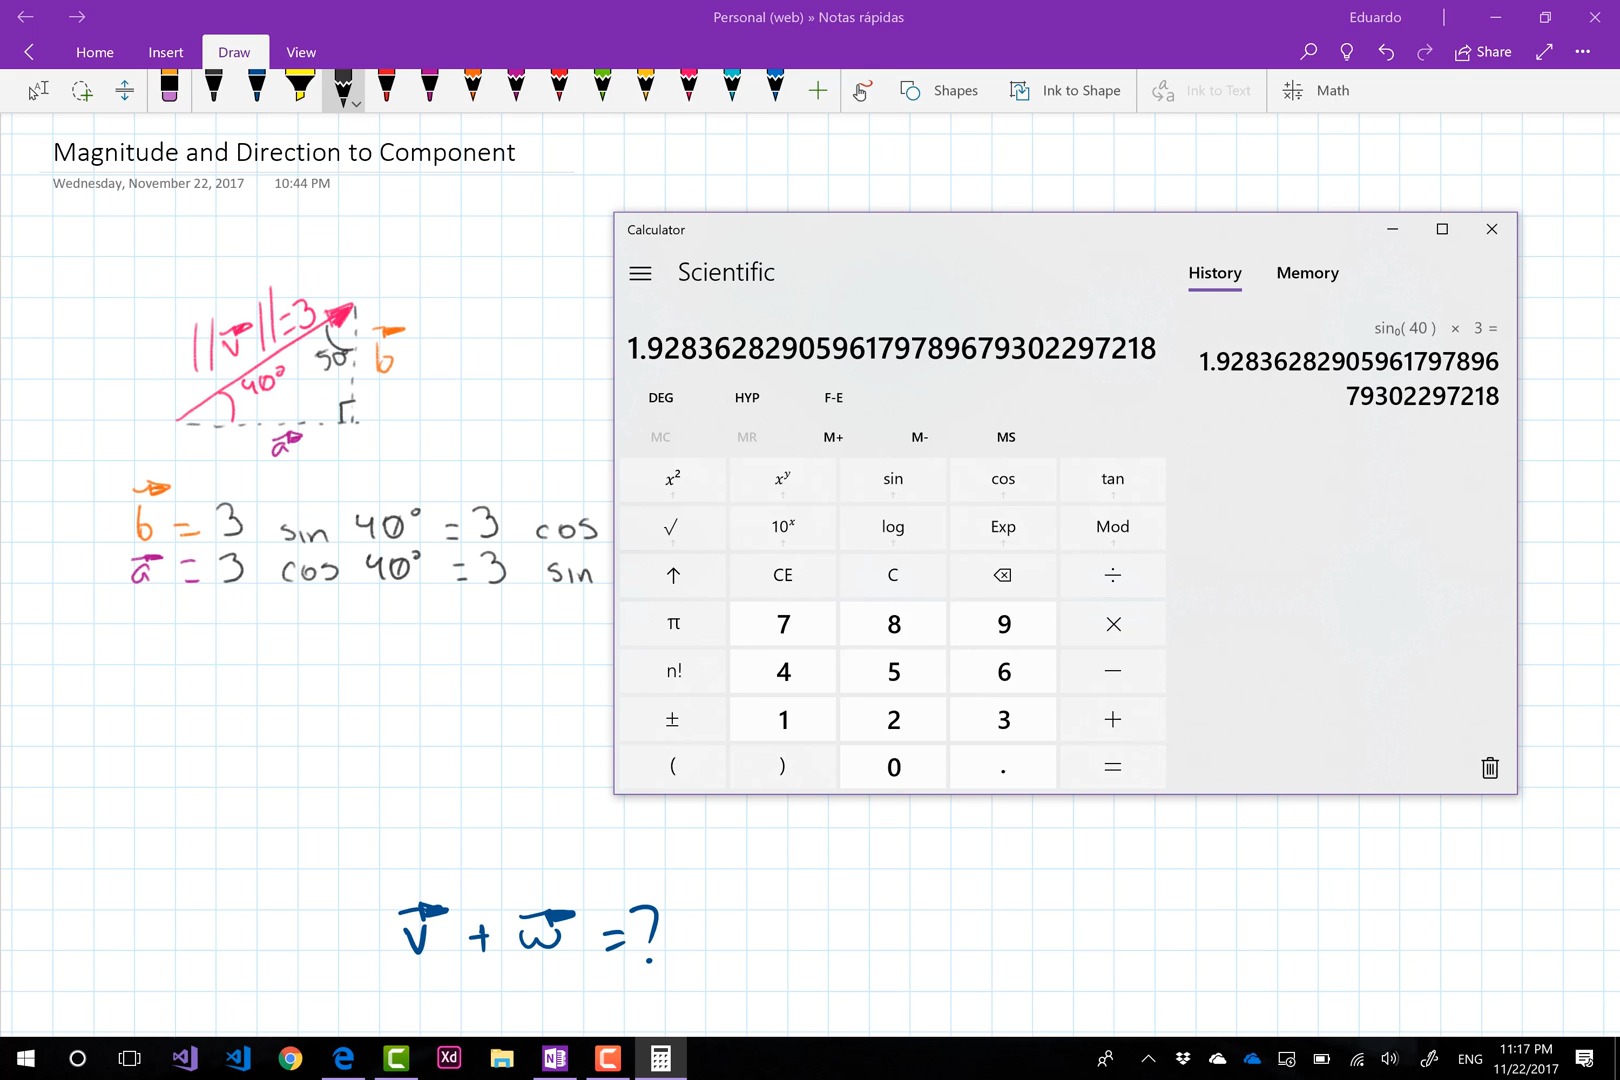 Personal (web) » Notas rápidas
Eduardo
Home Insert Draw View
Share
Shapes Ink to Shape Ink to Text Math
Magnitude and Direction to Component
Wednesday, November 22, 2017 10:44 PM
||v|| = 3
50°
b
40°
a
b = 3 sin 40° = 3 cos
a = 3 cos 40° = 3 sin
v + w = ?
Calculator
Scientific
History Memory
sin₀( 40 ) × 3 =
1.9283628290596179789679302297218
1.92836282905961797896
79302297218
DEG HYP F-E
MC MR M+ M- MS
x² xʸ sin cos tan
√ 10ˣ log Exp Mod
↑ CE C ÷
π 7 8 9 ×
n! 4 5 6 −
± 1 2 3 +
( ) 0 . =
Xd
N
ENG
11:17 PM
11/22/2017